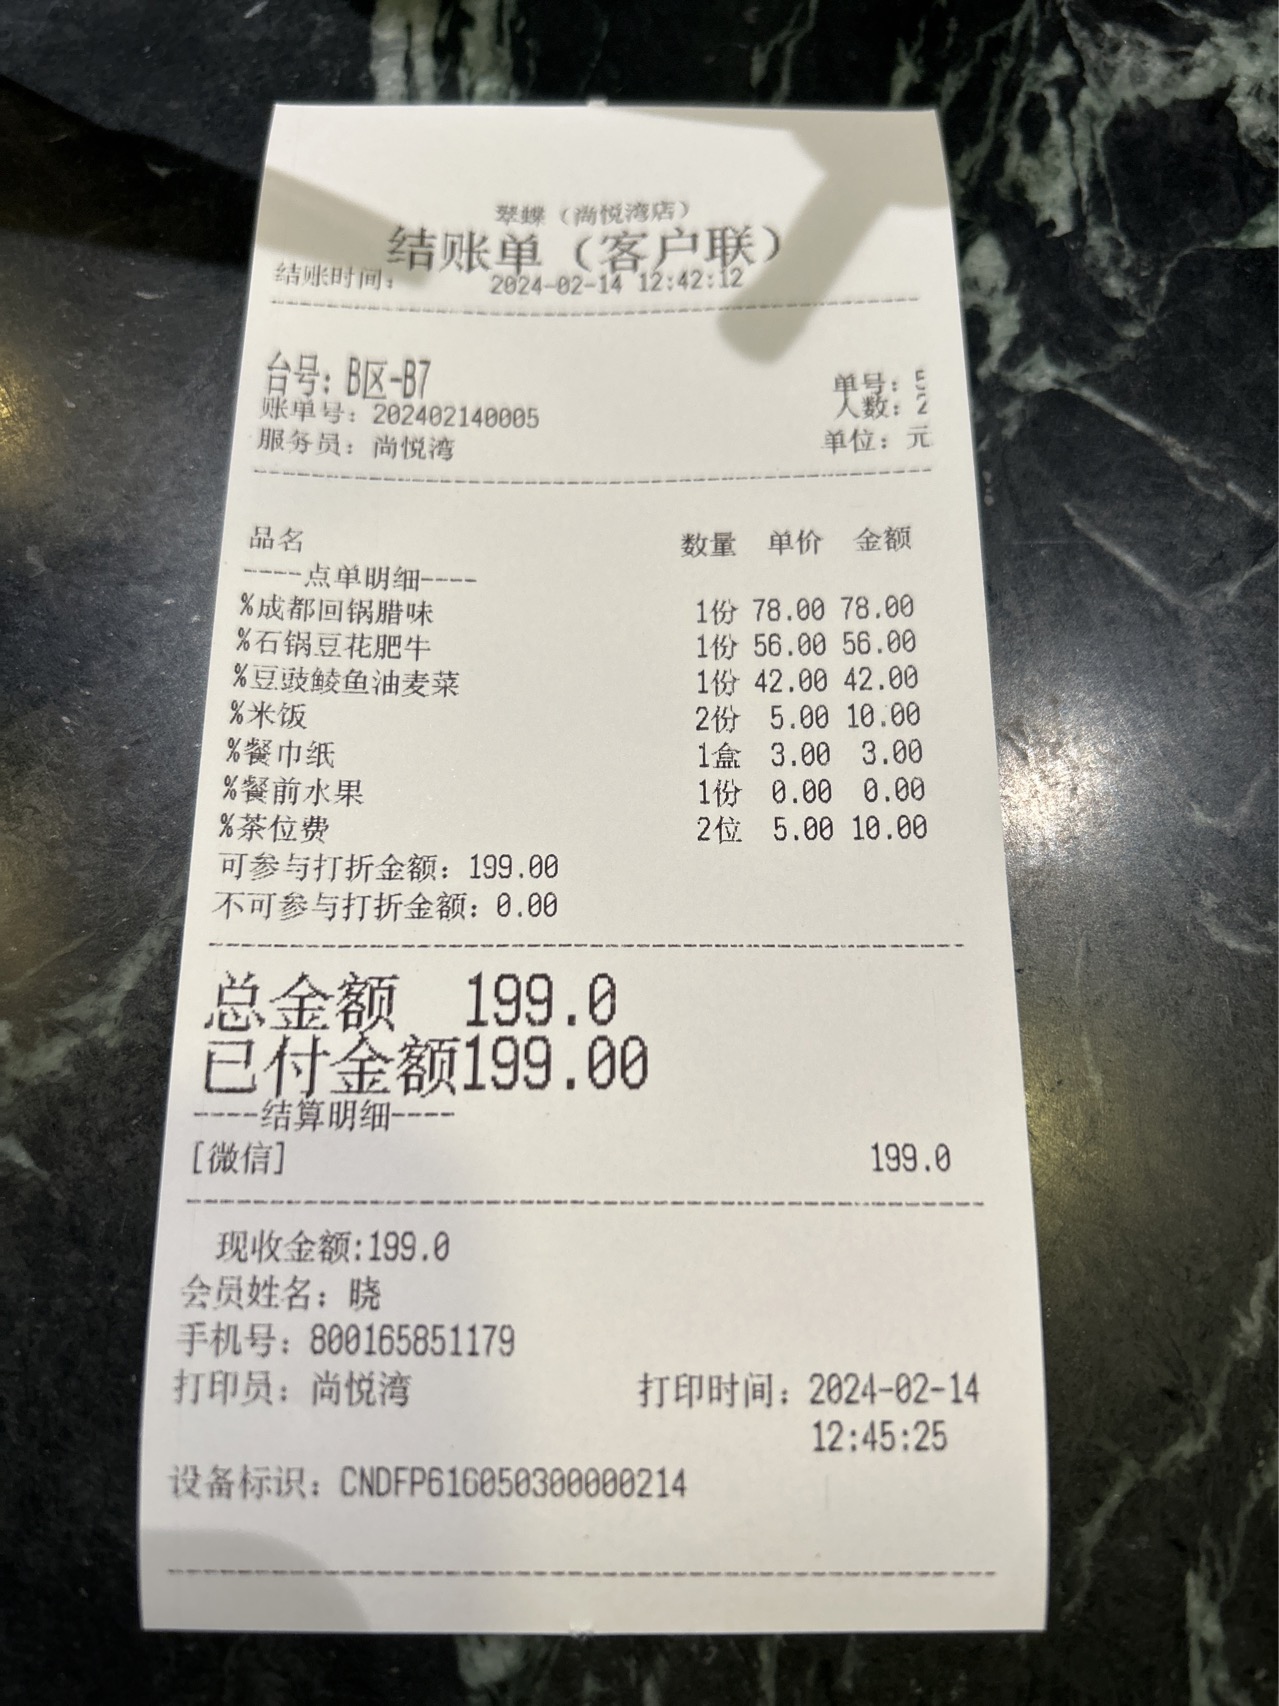 翠蝶（尚悦湾店）
结账单（客户联）
结账时间： 2024-02-14 12:42:12
台号：B区-B7
单号：
账单号：202402140005
人数：2
服务员：尚悦湾
单位：元
品名 数量 单价 金额
----点单明细----
%成都回锅腊味 1份 78.00 78.00
%石锅豆花肥牛 1份 56.00 56.00
%豆豉鲮鱼油麦菜 1份 42.00 42.00
%米饭 2份 5.00 10.00
%餐巾纸 1盒 3.00 3.00
%餐前水果 1份 0.00 0.00
%茶位费 2位 5.00 10.00
可参与打折金额：199.00
不可参与打折金额：0.00
总金额 199.0
已付金额199.00
----结算明细----
[微信] 199.0
现收金额:199.0
会员姓名：晓
手机号：800165851179
打印员：尚悦湾 打印时间：2024-02-14
12:45:25
设备标识：CNDFP616050300000214